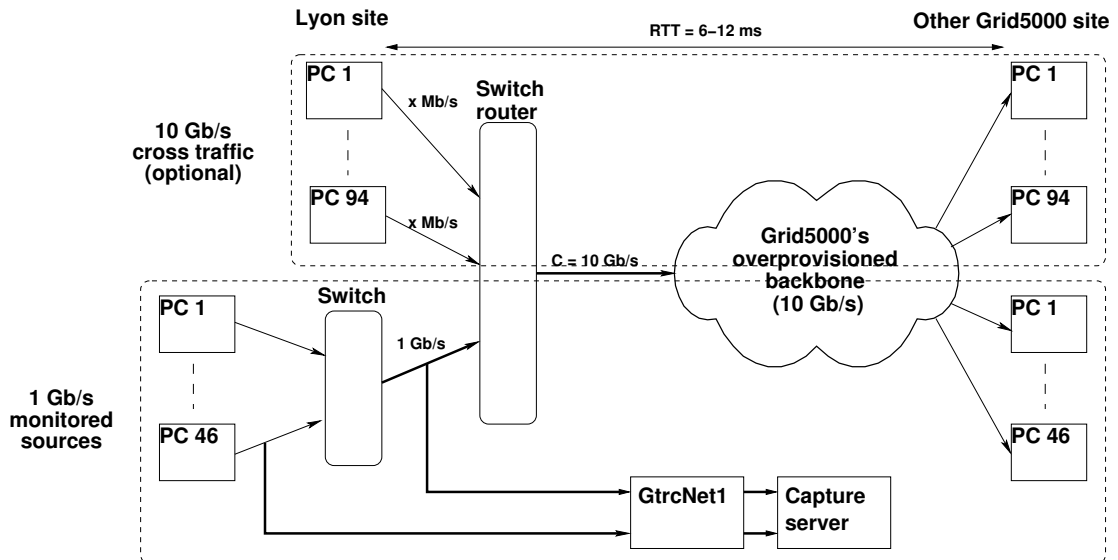 Lyon site
Other Grid5000 site
RTT = 6−12 ms
PC 1
x Mb/s
Switch
router
PC 1
10 Gb/s
cross traffic
(optional)
PC 94
x Mb/s
PC 94
C = 10 Gb/s
Grid5000's
overprovisioned
backbone
(10 Gb/s)
PC 1
Switch
1 Gb/s
PC 1
1 Gb/s
monitored
sources
PC 46
PC 46
GtrcNet1
Capture
server